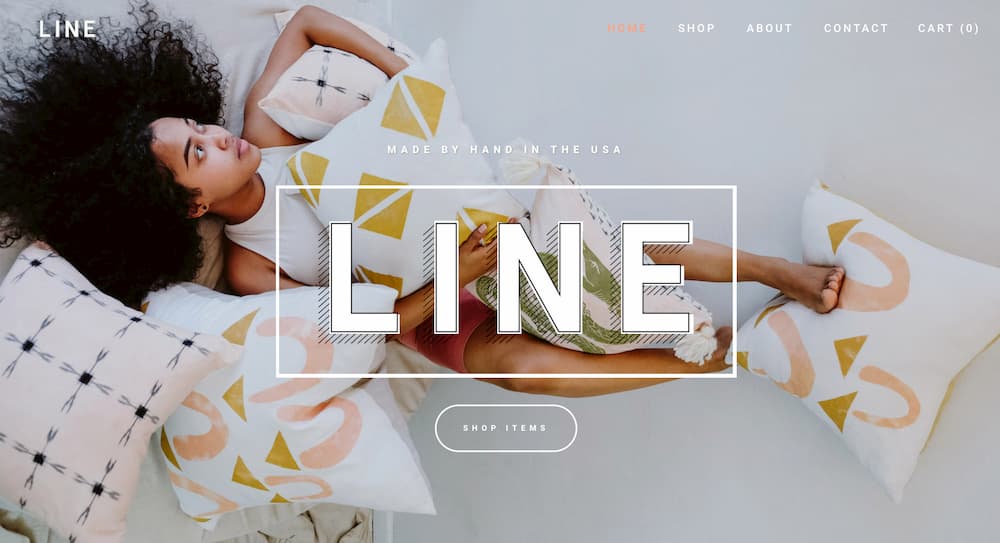 LINE
HOME SHOP ABOUT CONTACT CART (0)
MADE BY HAND IN THE USA
LINE
SHOP ITEMS